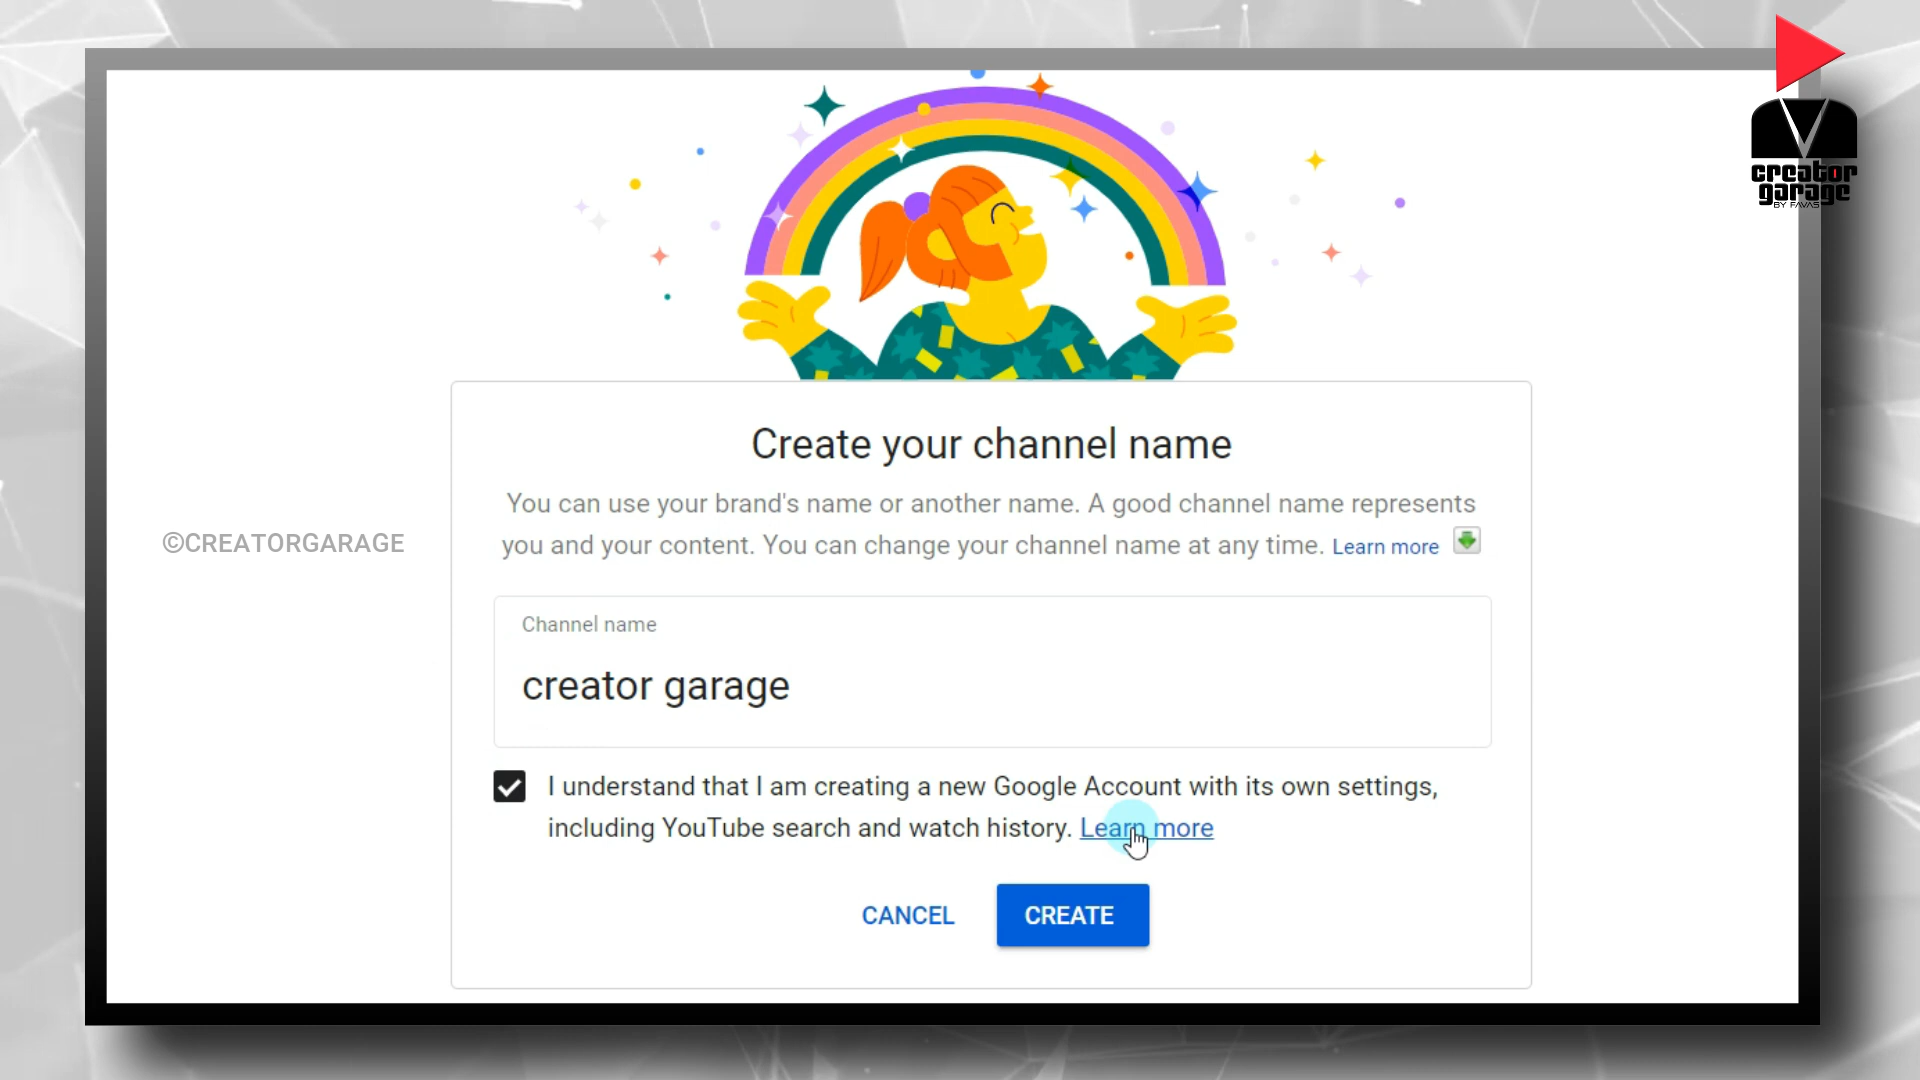 creator
garage
BY FAVAS
Create your channel name
You can use your brand's name or another name. A good channel name represents
you and your content. You can change your channel name at any time. Learn more
©CREATORGARAGE
Channel name
creator garage
I understand that I am creating a new Google Account with its own settings,
including YouTube search and watch history. Learn more
CANCEL CREATE